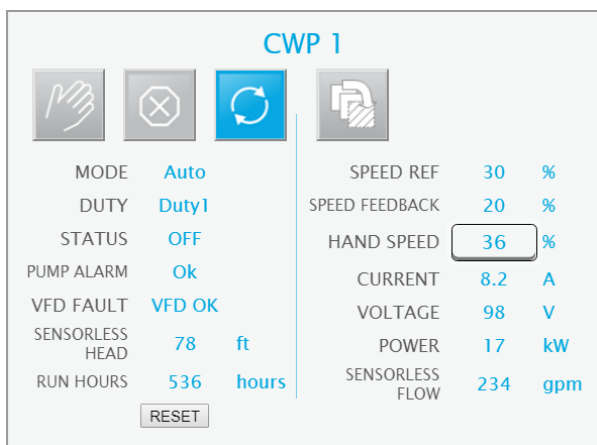 CWP 1
MODE Auto
DUTY Duty1
STATUS OFF
PUMP ALARM Ok
VFD FAULT VFD OK
SENSORLESS
HEAD 78 ft
RUN HOURS 536 hours
RESET
SPEED REF 30 %
SPEED FEEDBACK 20 %
HAND SPEED 36 %
CURRENT 8.2 A
VOLTAGE 98 V
POWER 17 kW
SENSORLESS
FLOW 234 gpm